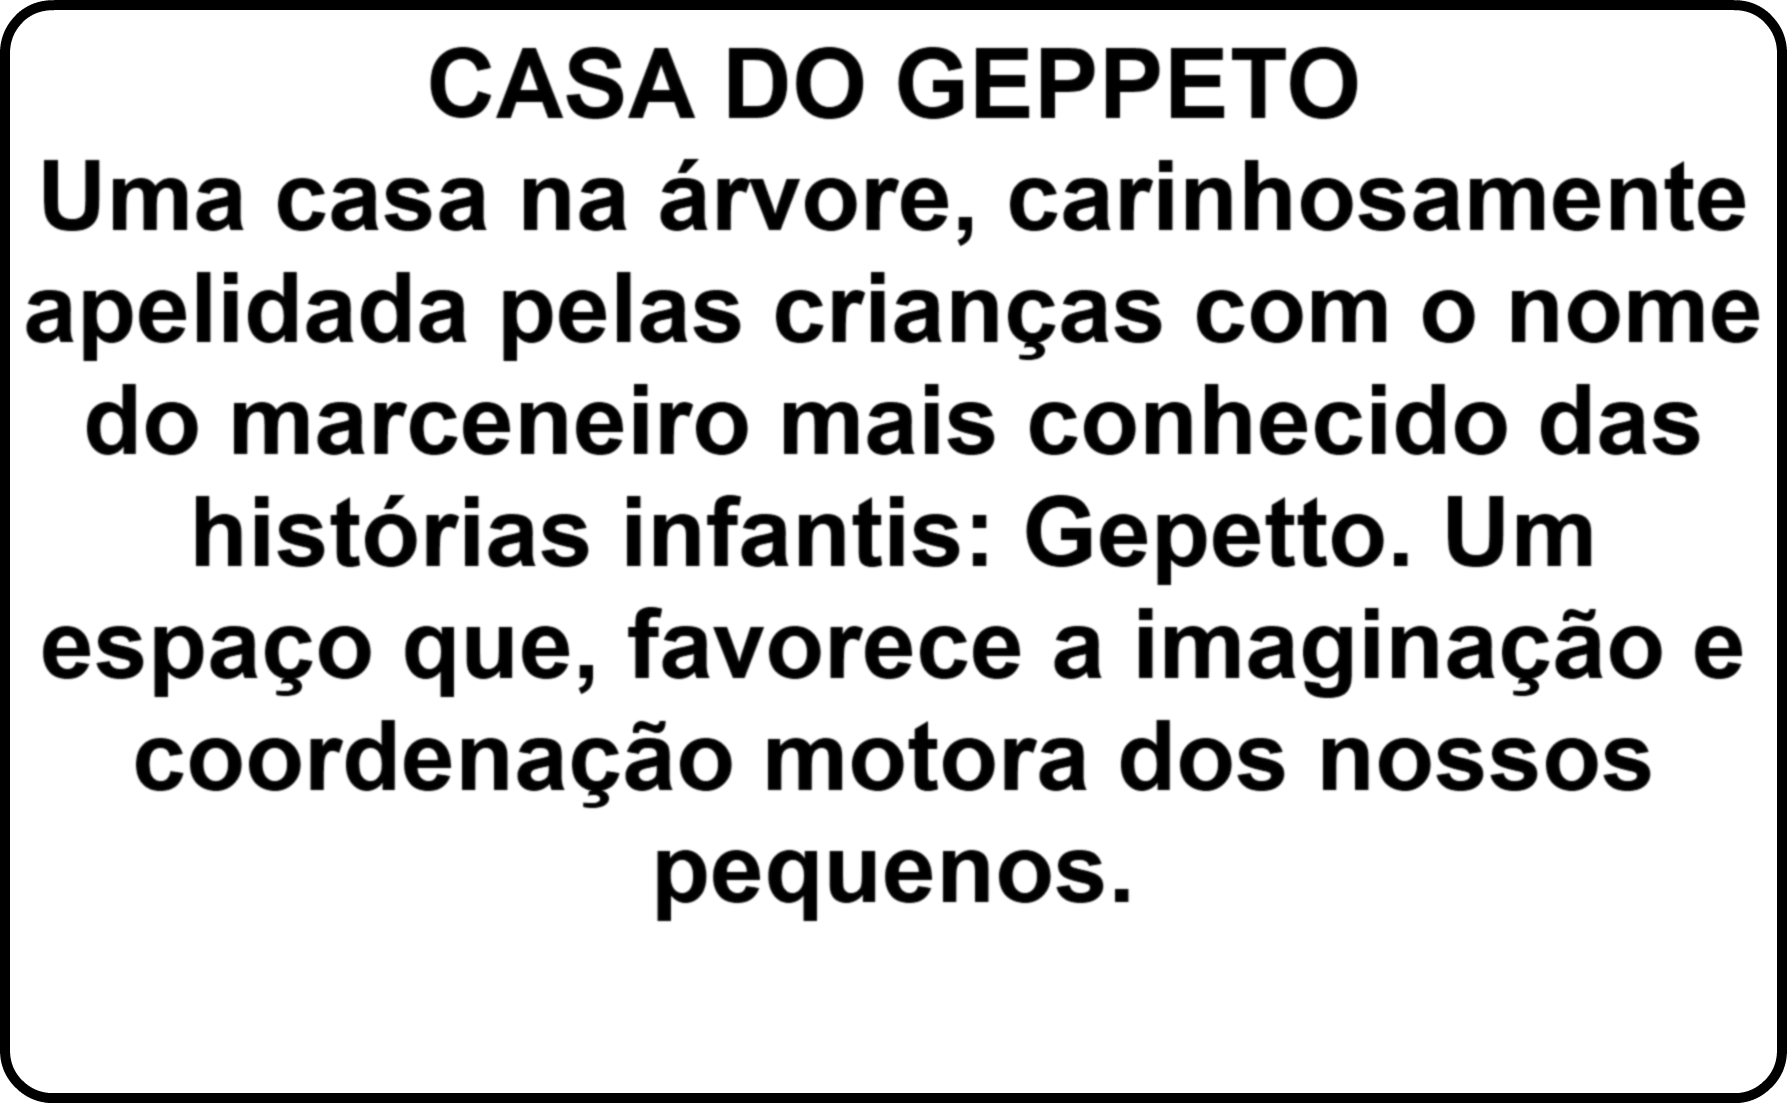 CASA DO GEPPETO
Uma casa na árvore, carinhosamente
apelidada pelas crianças com o nome
do marceneiro mais conhecido das
histórias infantis: Gepetto. Um
espaço que, favorece a imaginação e
coordenação motora dos nossos
pequenos.